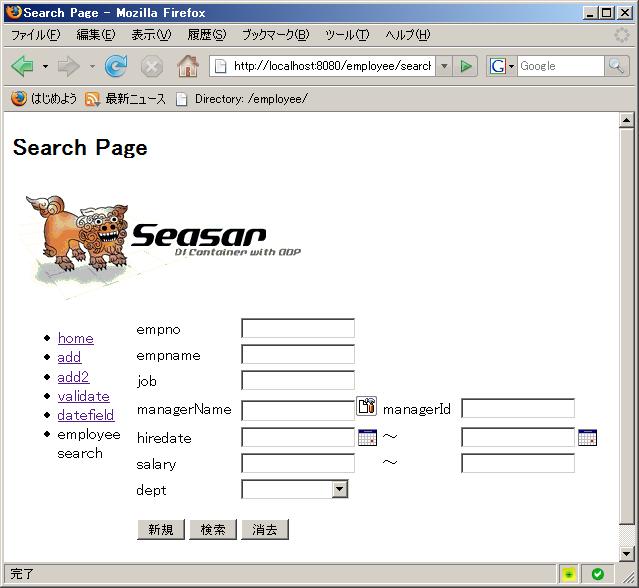 Search Page - Mozilla Firefox
ファイル(F) 編集(E) 表示(V) 履歴(S) ブックマーク(B) ツール(T) ヘルプ(H)
http://localhost:8080/employee/search
G Google
はじめよう 最新ニュース Directory: /employee/
Search Page
Seasar
DI Container with AOP
home
add
add2
validate
datefield
employee
search
empno
empname
job
managerName managerId
hiredate ～
salary ～
dept
新規 検索 消去
完了